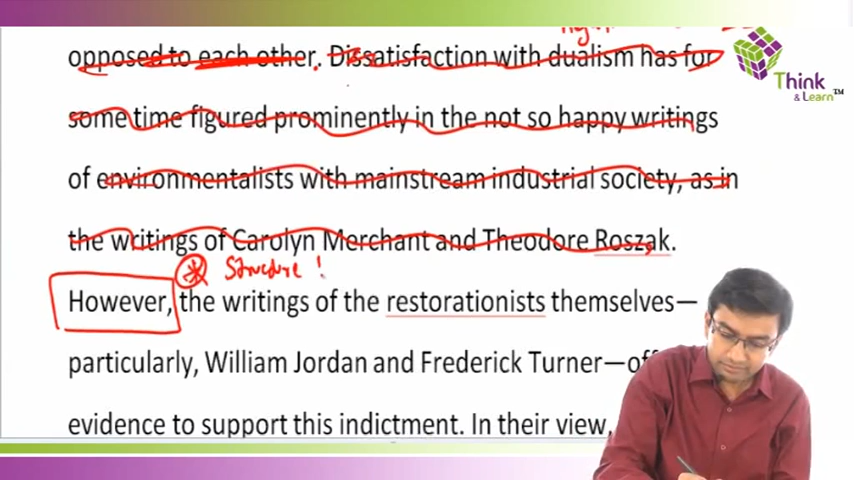 opposed to each other. Dissatisfaction with dualism has for
some time figured prominently in the not so happy writings
of environmentalists with mainstream industrial society, as in
the writings of Carolyn Merchant and Theodore Roszak.
Structure !
However, the writings of the restorationists themselves—
particularly, William Jordan and Frederick Turner—
evidence to support this indictment. In their view,
Think
& Learn™